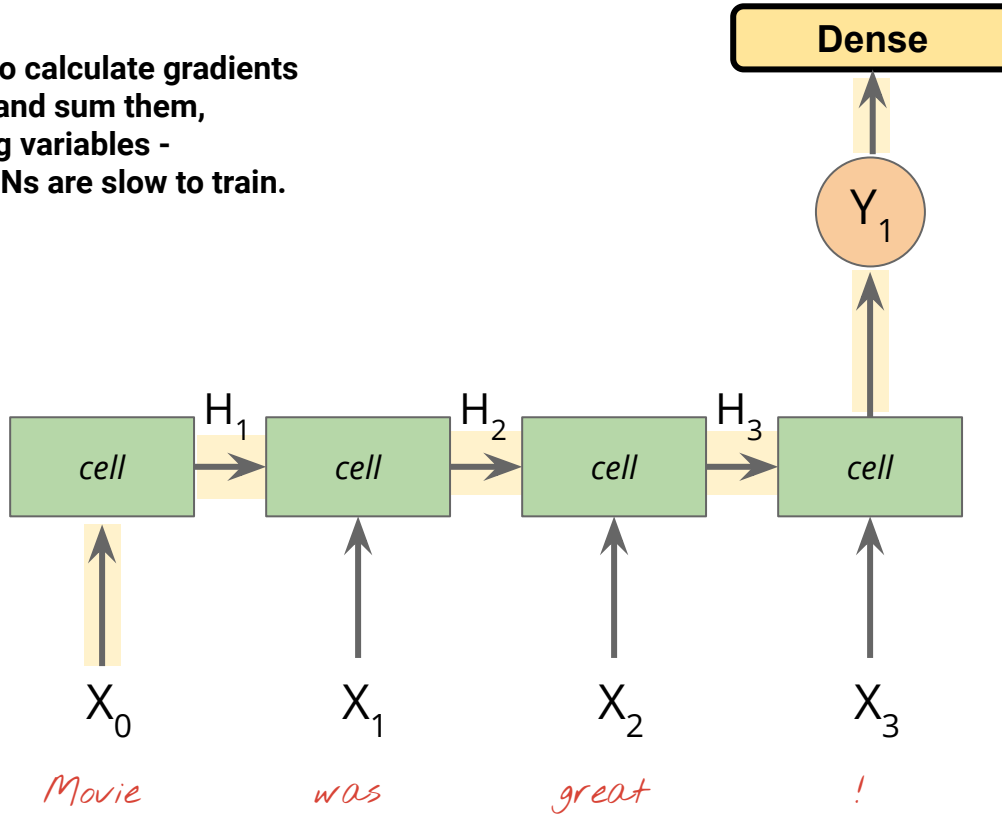 Dense
o calculate gradients
and sum them,
g variables -
Ns are slow to train.
Y1
H1 H2 H3
cell cell cell cell
X0 X1 X2 X3
Movie was great !